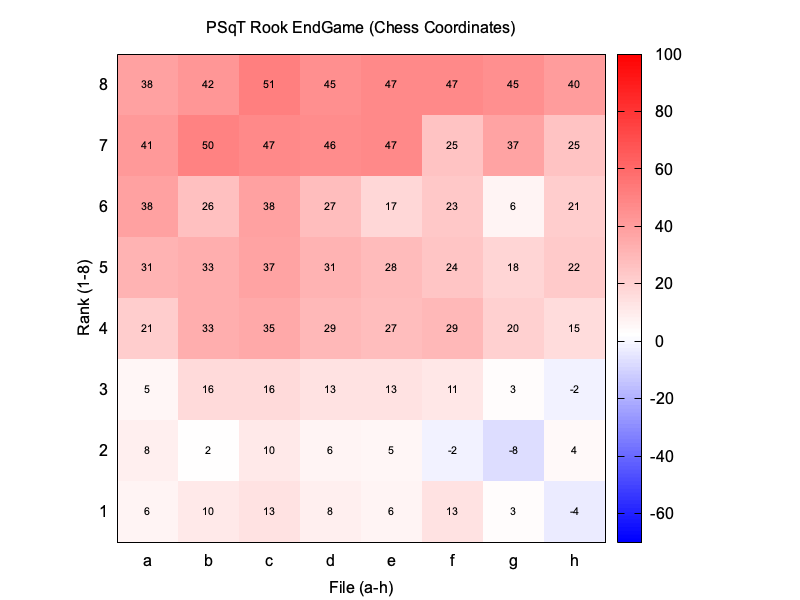 PSqT Rook EndGame (Chess Coordinates)
8 38 42 51 45 47 47 45 40
7 41 50 47 46 47 25 37 25
6 38 26 38 27 17 23 6 21
5 31 33 37 31 28 24 18 22
4 21 33 35 29 27 29 20 15
3 5 16 16 13 13 11 3 -2
2 8 2 10 6 5 -2 -8 4
1 6 10 13 8 6 13 3 -4
a b c d e f g h
File (a-h)
Rank (1-8)
100
80
60
40
20
0
-20
-40
-60